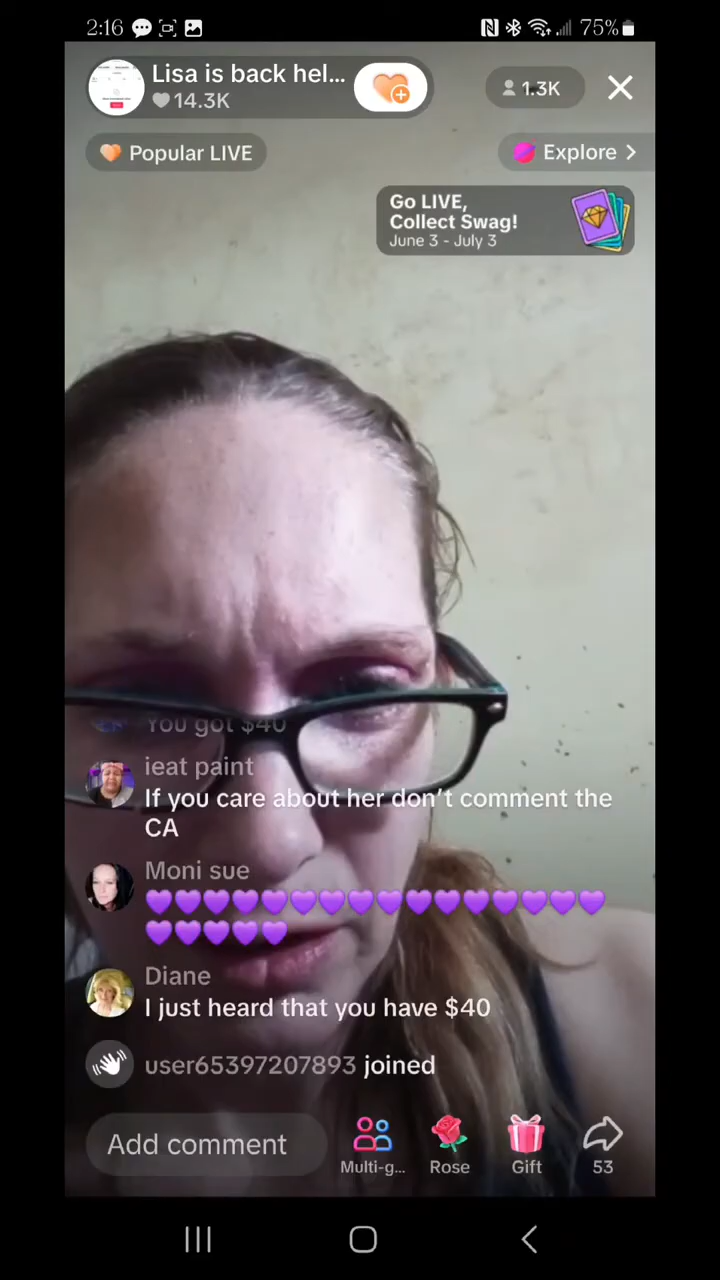 2:16
75%
Lisa is back hel...
14.3K
1.3K
Popular LIVE
Explore >
Go LIVE,
Collect Swag!
June 3 - July 3
You got $40
ieat paint
If you care about her don't comment the
CA
Moni sue
💜💜💜💜💜💜💜💜💜💜💜💜💜💜💜💜
💜💜💜💜💜
Diane
I just heard that you have $40
user65397207893 joined
Add comment
Multi-g...
Rose
Gift
53